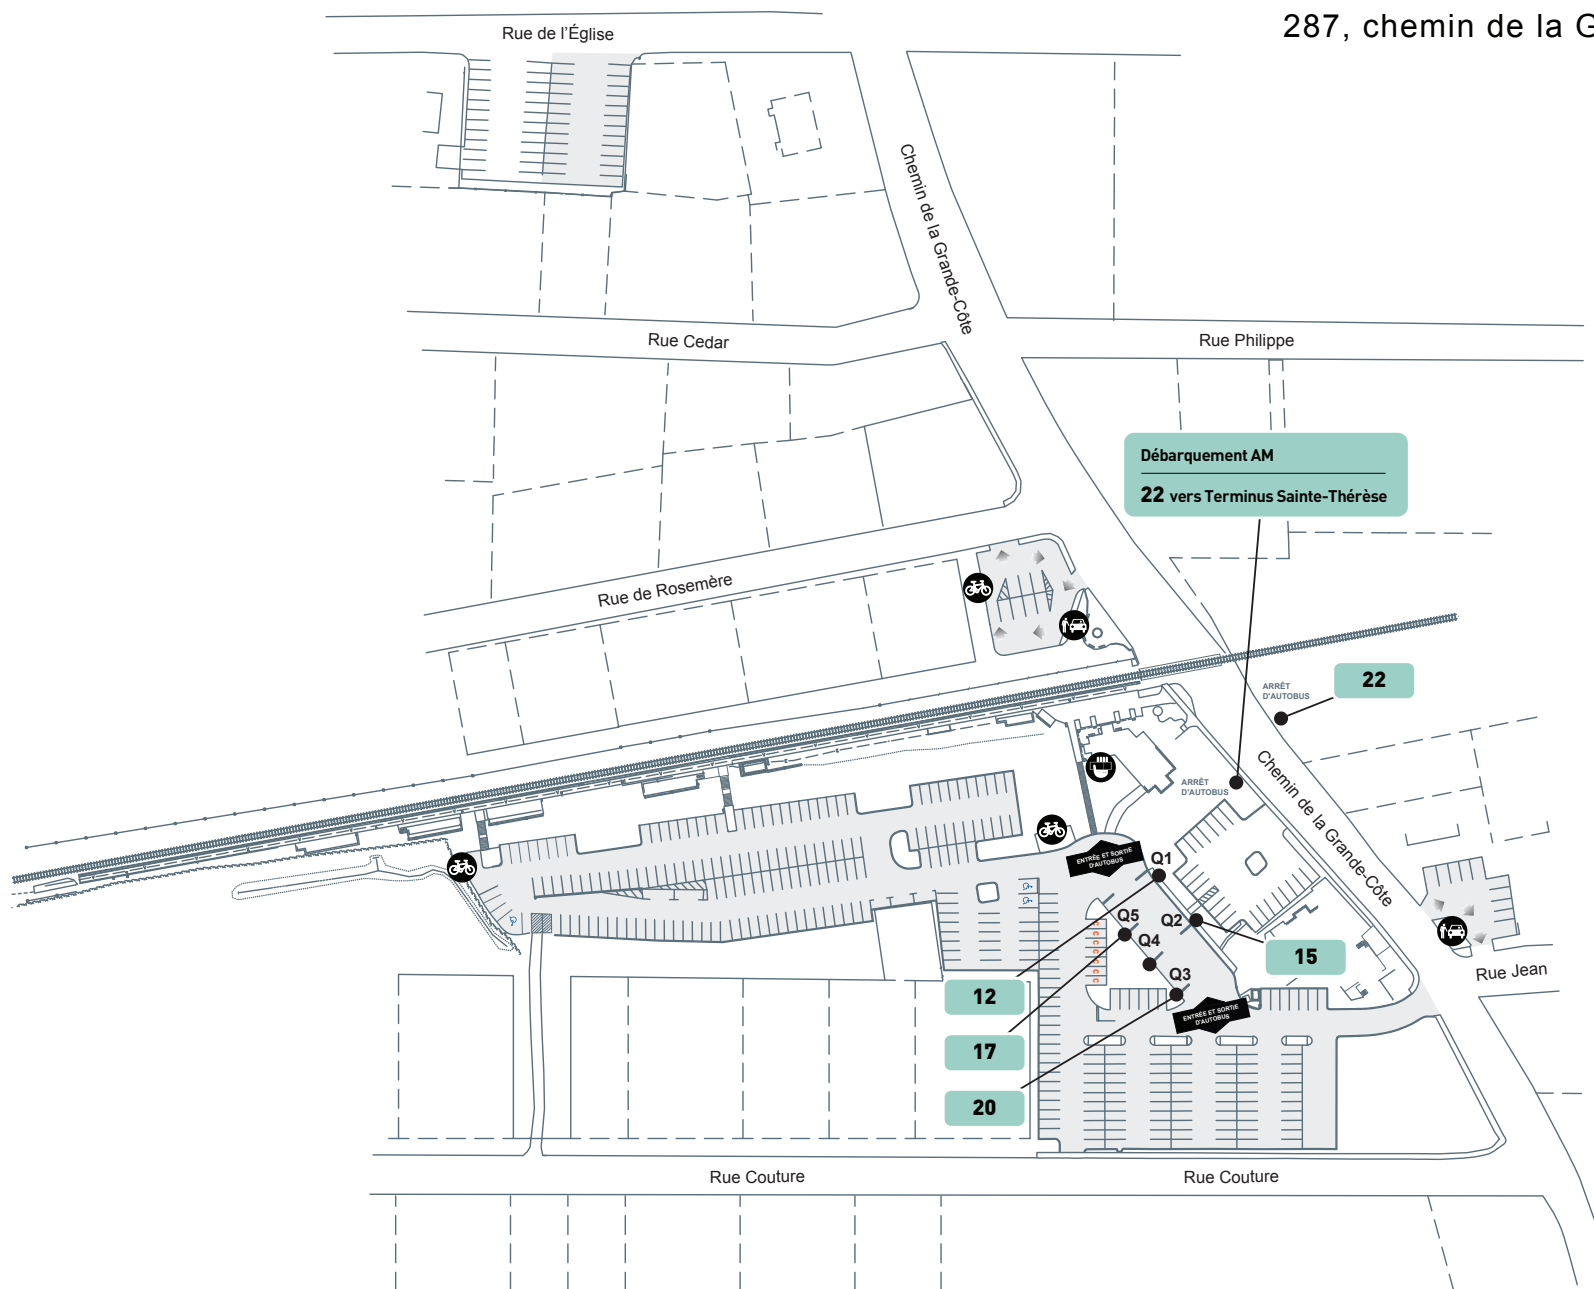 287, chemin de la G
Rue de l'Église
Chemin de la Grande-Côte
Rue Cedar
Rue Philippe
Débarquement AM
22 vers Terminus Sainte-Thérèse
Rue de Rosemère
ARRÊT
D'AUTOBUS
22
Chemin de la Grande-Côte
ARRÊT
D'AUTOBUS
ENTRÉE ET SORTIE
D'AUTOBUS
Q1
Q5
Q2
Q4
Q3
15
12
Rue Jean
ENTRÉE ET SORTIE
D'AUTOBUS
17
20
Rue Couture
Rue Couture